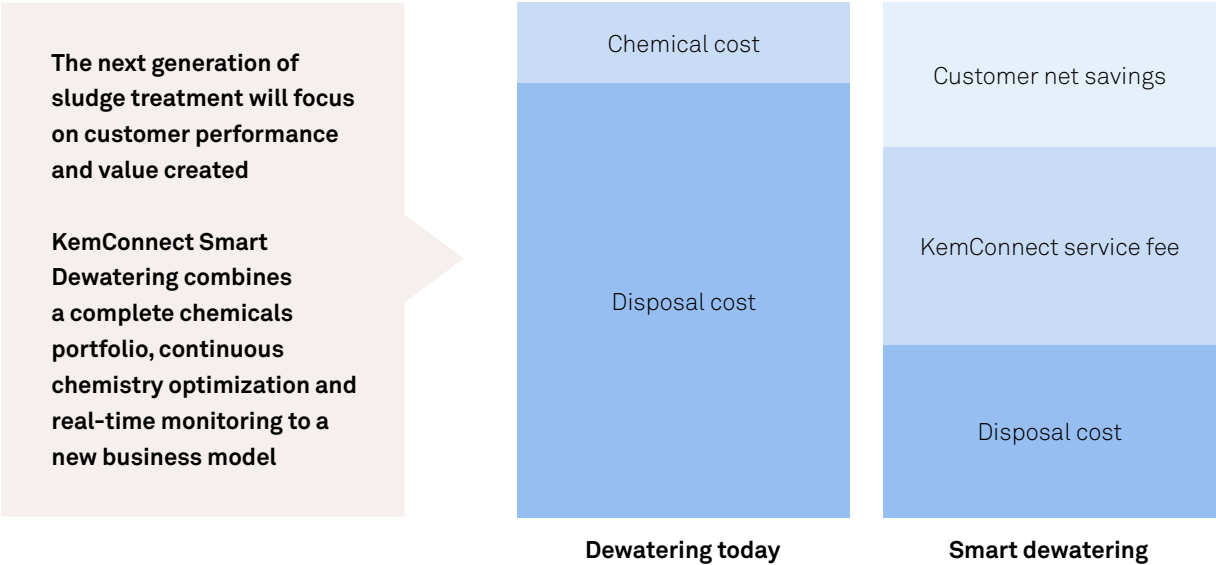 The next generation of
sludge treatment will focus
on customer performance
and value created
KemConnect Smart
Dewatering combines
a complete chemicals
portfolio, continuous
chemistry optimization and
real-time monitoring to a
new business model
Chemical cost
Disposal cost
Dewatering today
Customer net savings
KemConnect service fee
Disposal cost
Smart dewatering